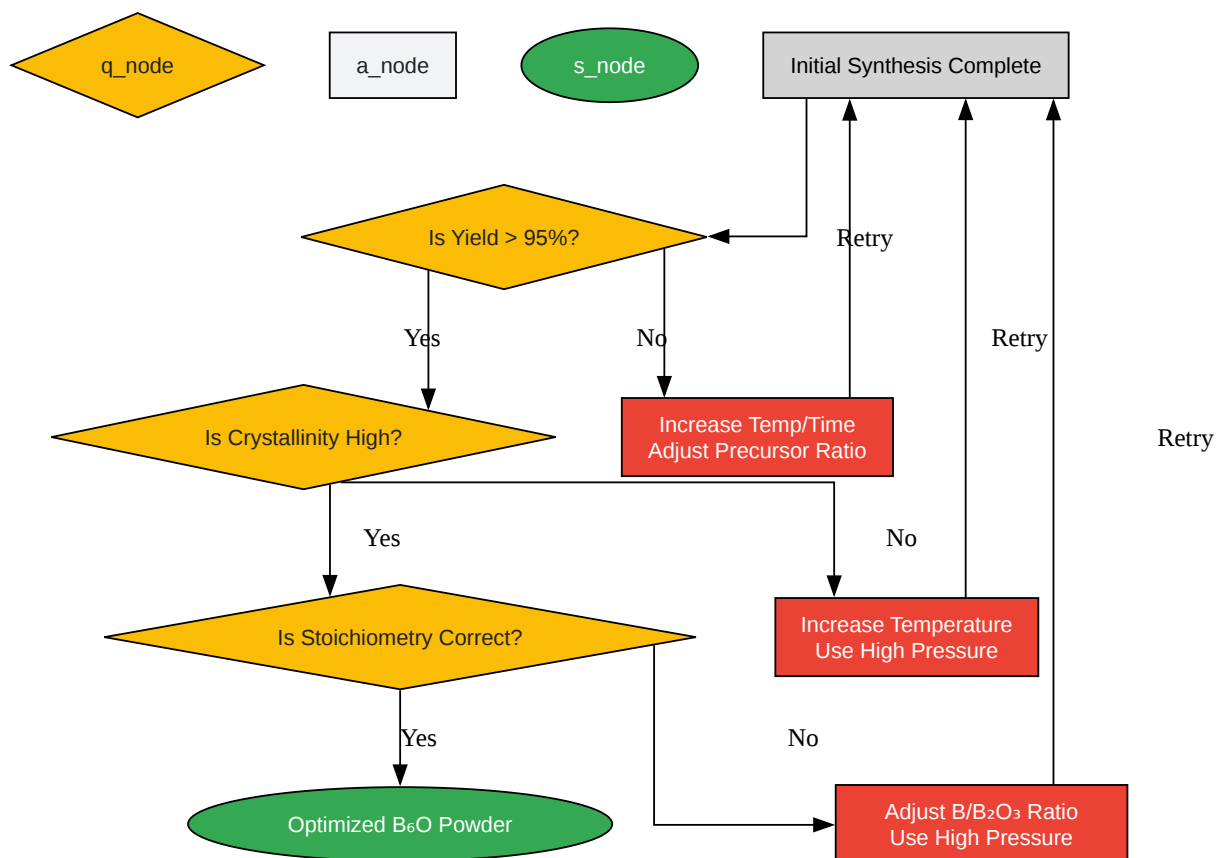 q_node
a_node
s_node
Initial Synthesis Complete
Is Yield > 95%?
Retry
Yes
No
Retry
Is Crystallinity High?
Increase Temp/Time
Adjust Precursor Ratio
Retry
Yes
No
Is Stoichiometry Correct?
Increase Temperature
Use High Pressure
Yes
No
Optimized B₆O Powder
Adjust B/B₂O₃ Ratio
Use High Pressure